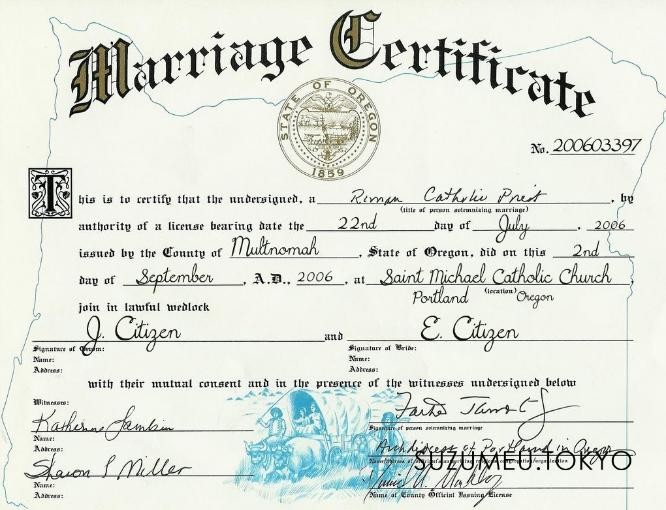 Marriage Certificate
STATE OF OREGON
1859
No. 200603397
This is to certify that the undersigned, a Roman Catholic Priest, by
(title of person solemnizing marriage)
authority of a license bearing date the 22nd day of July, 2006
issued by the County of Multnomah, State of Oregon, did on this 2nd
day of September, A.D., 2006, at Saint Michael Catholic Church
(location)
Portland Oregon
join in lawful wedlock
J. Citizen and E. Citizen
Signature of Groom: Signature of Bride:
Name: Name:
Address: Address:
with their mutual consent and in the presence of the witnesses undersigned below
Witnesses:
Katherine
Name: Signature of person solemnizing marriage
Address: Archdiocese of Portland in Oregon
Sharon L Miller
SUZUMEU.TOKYO
Name: Name of County Official Issuing License
Address: